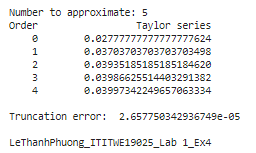 Number to approximate: 5
Order Taylor series
0 0.02777777777777777624
1 0.03703703703703703498
2 0.03935185185185184620
3 0.03986625514403291382
4 0.03997342249657063334
Truncation error: 2.657750342936749e-05
LeThanhPhuong_ITITWE19025_Lab 1_Ex4